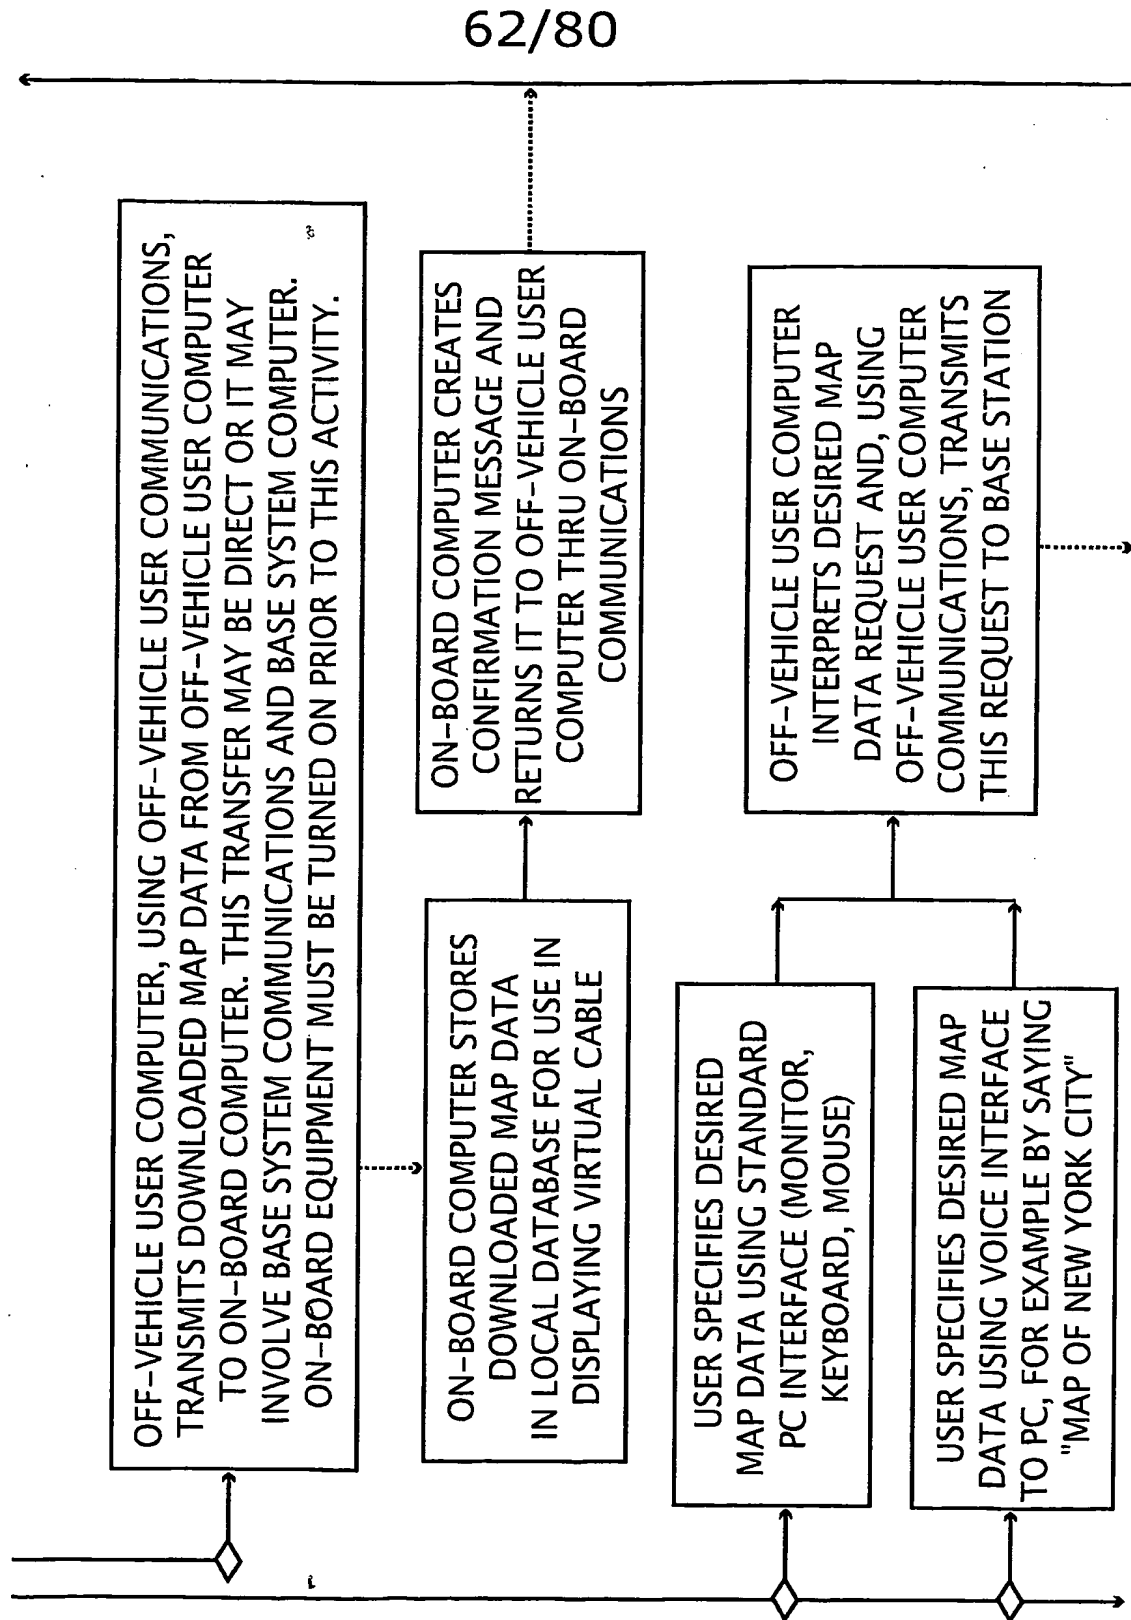 62/80
OFF-VEHICLE USER COMPUTER, USING OFF-VEHICLE USER COMMUNICATIONS,
TRANSMITS DOWNLOADED MAP DATA FROM OFF-VEHICLE USER COMPUTER
TO ON-BOARD COMPUTER. THIS TRANSFER MAY BE DIRECT OR IT MAY
INVOLVE BASE SYSTEM COMMUNICATIONS AND BASE SYSTEM COMPUTER.
ON-BOARD EQUIPMENT MUST BE TURNED ON PRIOR TO THIS ACTIVITY.
ON-BOARD COMPUTER STORES
DOWNLOADED MAP DATA
IN LOCAL DATABASE FOR USE IN
DISPLAYING VIRTUAL CABLE
ON-BOARD COMPUTER CREATES
CONFIRMATION MESSAGE AND
RETURNS IT TO OFF-VEHICLE USER
COMPUTER THRU ON-BOARD
COMMUNICATIONS
USER SPECIFIES DESIRED
MAP DATA USING STANDARD
PC INTERFACE (MONITOR,
KEYBOARD, MOUSE)
USER SPECIFIES DESIRED MAP
DATA USING VOICE INTERFACE
TO PC, FOR EXAMPLE BY SAYING
"MAP OF NEW YORK CITY"
OFF-VEHICLE USER COMPUTER
INTERPRETS DESIRED MAP
DATA REQUEST AND, USING
OFF-VEHICLE USER COMPUTER
COMMUNICATIONS, TRANSMITS
THIS REQUEST TO BASE STATION